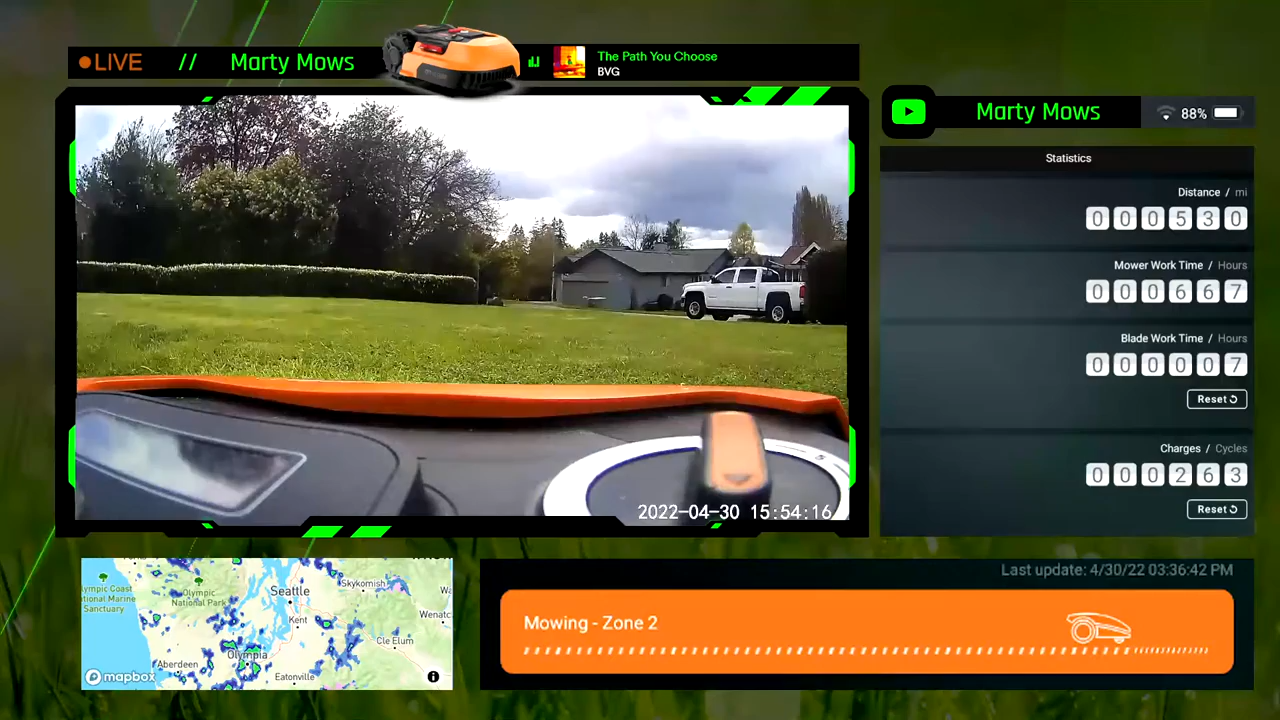 LIVE // Marty Mows
The Path You Choose
BVG
Marty Mows
88%
Statistics
Distance / mi
000530
Mower Work Time / Hours
000667
Blade Work Time / Hours
000007
Reset
Charges / Cycles
000263
Reset
5
2022-04-30 15:54:16
Olympic Coast
National Marine
Sanctuary
Olympic
National Park
Seattle
Skykomish
Kent
Wenatc
Cle Elum
Olympia
Aberdeen
Eatonville
mapbox
Last update: 4/30/22 03:36:42 PM
Mowing - Zone 2